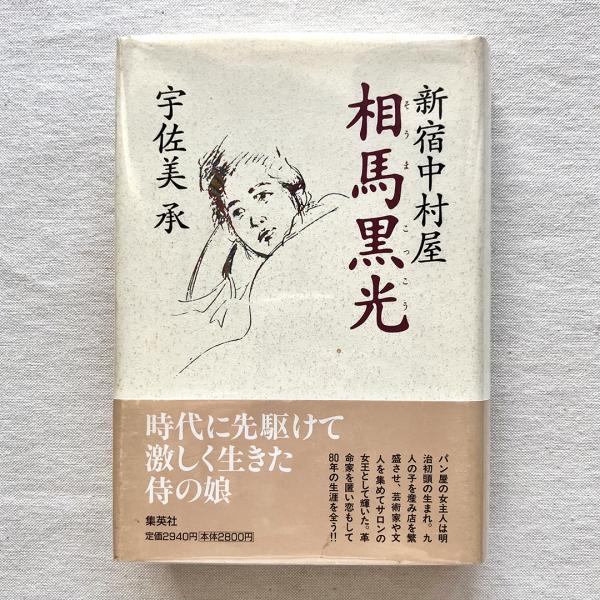 新宿中村屋
相馬黒光
そうまこっこう
宇佐美承
時代に先駆けて
激しく生きた
侍の娘
パン屋の女主人は明
治初頭の生まれ。九
人の子を産み店を繁
盛させ、芸術家や文
人を集めてサロンの
女王として輝いた。革
命家を匿い恋もして
80年の生涯を全う!!
集英社
定価2940円 本体2800円